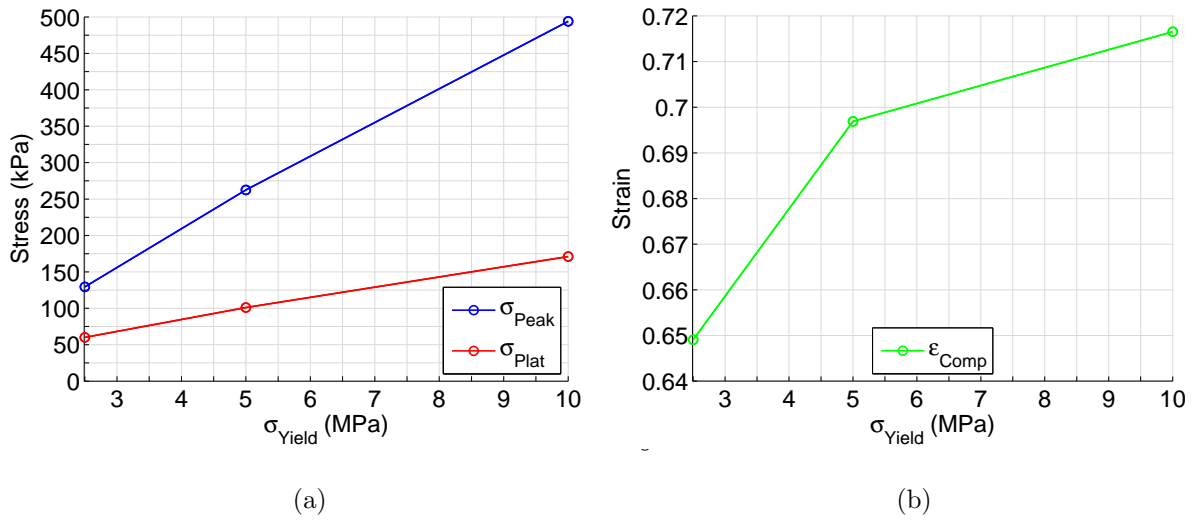 500
450
400
350
300
250
200
150
100
50
0
Stress (kPa)
3 4 5 6 7 8 9 10
σYield (MPa)
σPeak
σPlat
(a)
0.72
0.71
0.7
0.69
0.68
0.67
0.66
0.65
0.64
Strain
3 4 5 6 7 8 9 10
σYield (MPa)
εComp
(b)